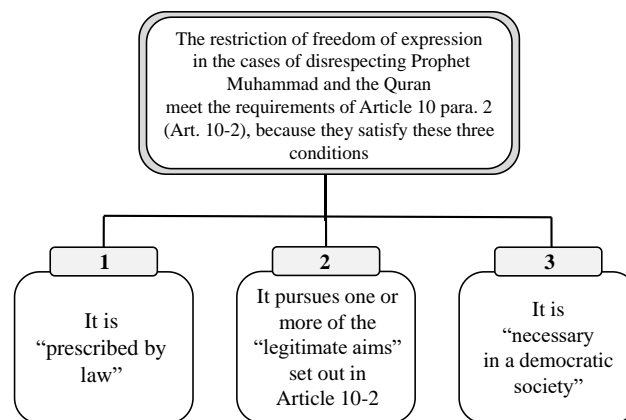 The restriction of freedom of expression
in the cases of disrespecting Prophet
Muhammad and the Quran
meet the requirements of Article 10 para. 2
(Art. 10-2), because they satisfy these three
conditions
1
It is
“prescribed by
law”
2
It pursues one or
more of the
“legitimate aims”
set out in
Article 10-2
3
It is
“necessary
in a democratic
society”